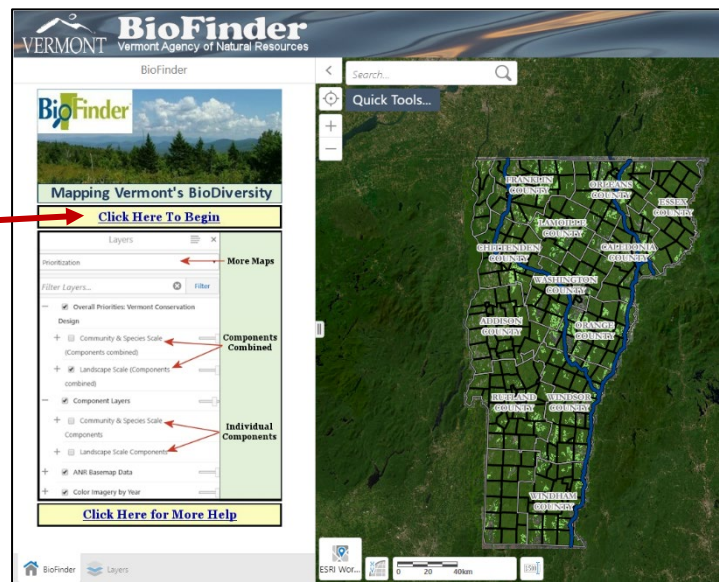 VERMONT
BioFinder
Vermont Agency of Natural Resources
BioFinder
BioFinder
Mapping Vermont's BioDiversity
Click Here To Begin
Layers
Prioritization
More Maps
Filter Layers...
Filter
Overall Priorities: Vermont Conservation
Design
Community & Species Scale
(Components combined)
Landscape Scale (Components
combined)
Components
Combined
Component Layers
Community & Species Scale
Components
Landscape Scale Components
Individual
Components
ANR Basemap Data
Color Imagery by Year
Click Here for More Help
BioFinder
Layers
Search...
Quick Tools...
FRANKLIN
COUNTY
ORLEANS
COUNTY
ESSEX
COUNTY
LAMOILLE
COUNTY
CHITTENDEN
COUNTY
CALEDONIA
COUNTY
WASHINGTON
COUNTY
ADDISON
COUNTY
ORANGE
COUNTY
RUTLAND
COUNTY
WINDSOR
COUNTY
WINDHAM
COUNTY
ESRI Wor...
0 20 40km